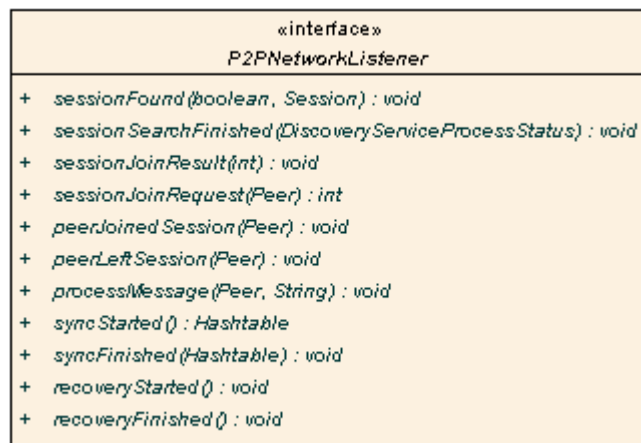 «interface»
P2PNetworkListener
+ sessionFound(boolean, Session) : void
+ sessionSearchFinished(DiscoveryServiceProcessStatus) : void
+ sessionJoinResult(int) : void
+ sessionJoinRequest(Peer) : int
+ peerJoinedSession(Peer) : void
+ peerLeftSession(Peer) : void
+ processMessage(Peer, String) : void
+ syncStarted() : Hashtable
+ syncFinished(Hashtable) : void
+ recoveryStarted() : void
+ recoveryFinished() : void